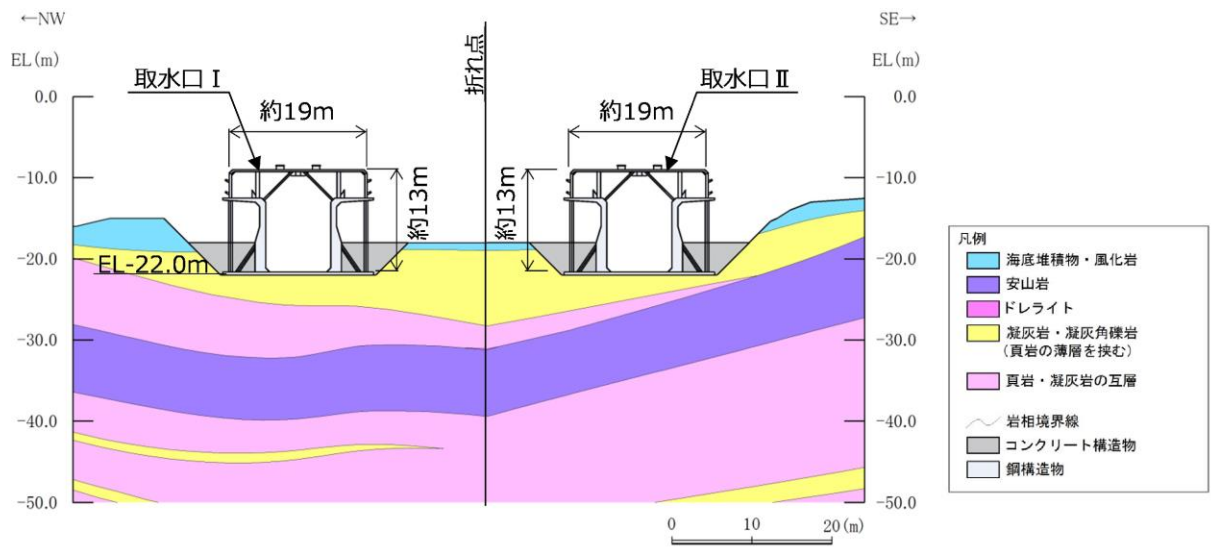 ←NW
SE→
EL(m)
EL(m)
折れ点
取水口Ⅰ
取水口Ⅱ
約19m
約19m
0.0
0.0
-10.0
-10.0
約13m
約13m
-20.0
-20.0
EL-22.0m
-30.0
-30.0
-40.0
-40.0
-50.0
-50.0
0 10 20(m)
凡例
海底堆積物・風化岩
安山岩
ドレライト
凝灰岩・凝灰角礫岩
(頁岩の薄層を挟む)
頁岩・凝灰岩の互層
岩相境界線
コンクリート構造物
鋼構造物